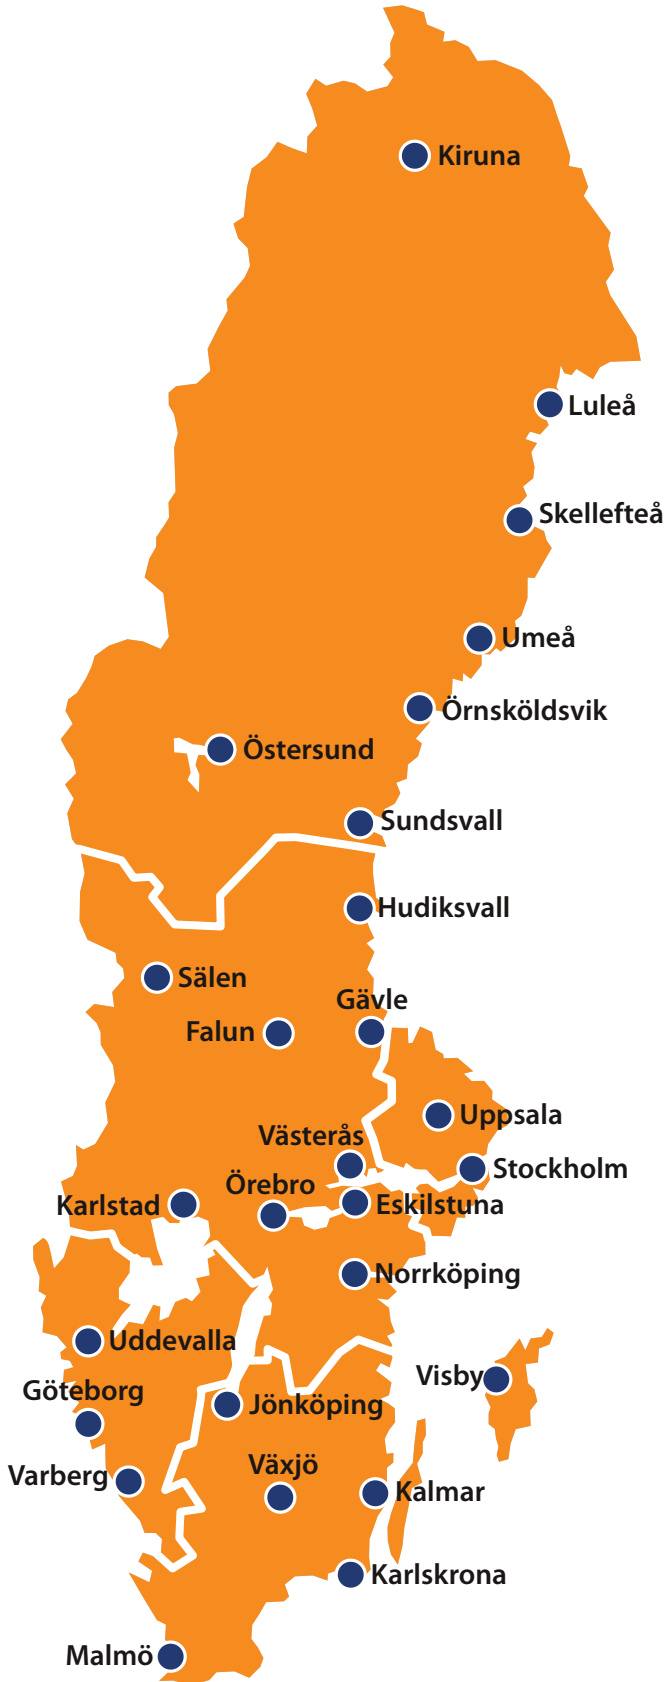 Kiruna
Luleå
Skellefteå
Umeå
Örnsköldsvik
Östersund
Sundsvall
Hudiksvall
Sälen
Gävle
Falun
Uppsala
Västerås
Stockholm
Örebro
Karlstad
Eskilstuna
Norrköping
Uddevalla
Visby
Göteborg
Jönköping
Växjö
Varberg
Kalmar
Karlskrona
Malmö